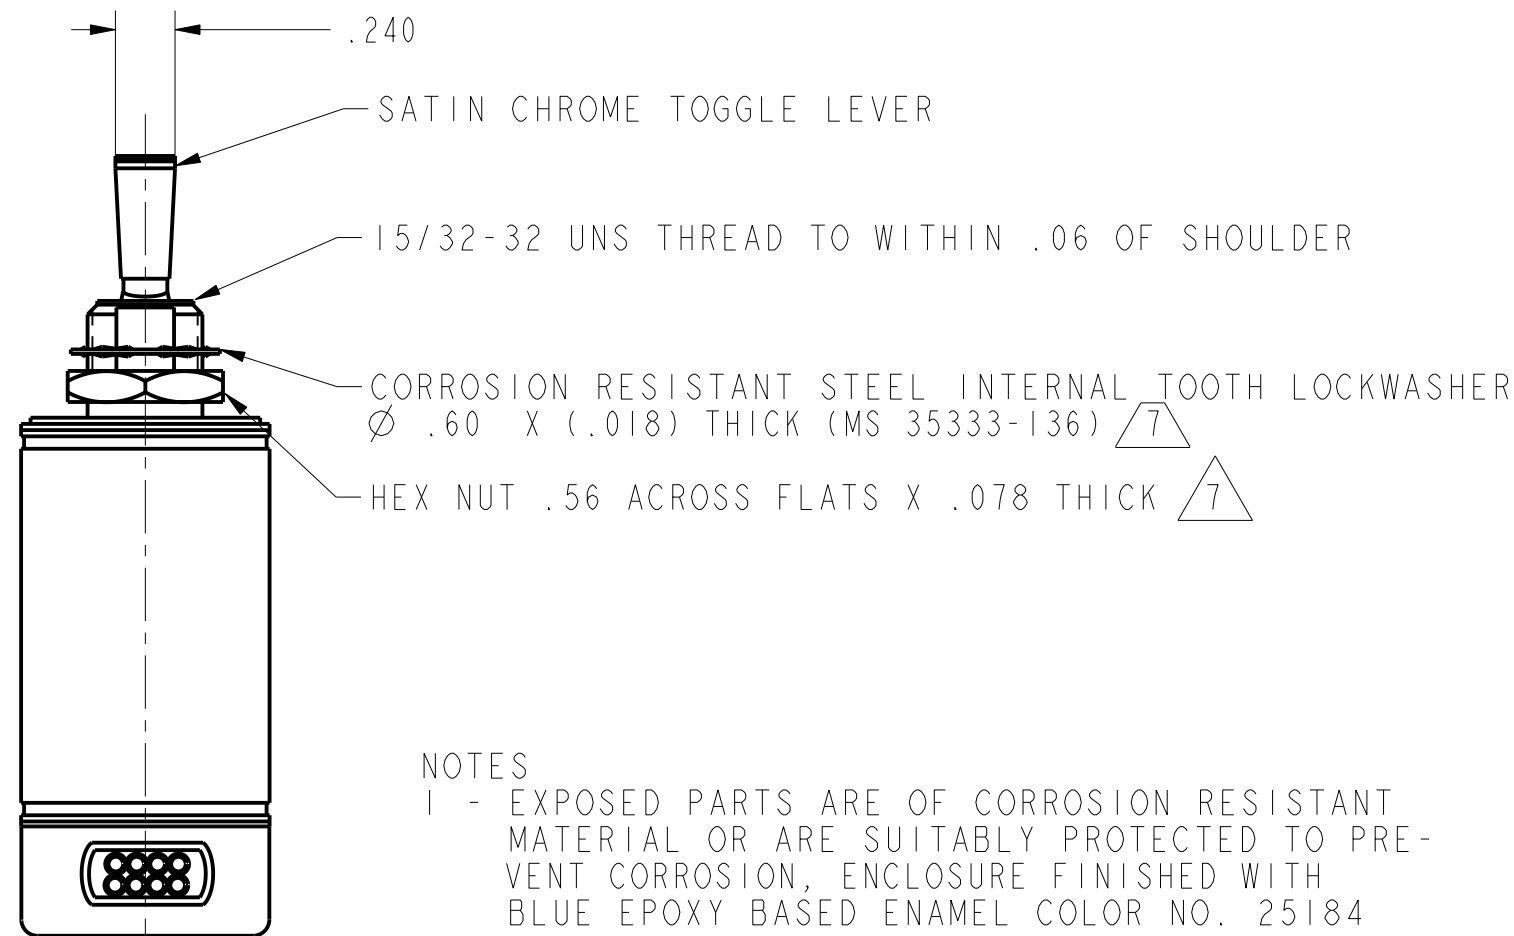 .240
SATIN CHROME TOGGLE LEVER
15/32-32 UNS THREAD TO WITHIN .06 OF SHOULDER
CORROSION RESISTANT STEEL INTERNAL TOOTH LOCKWASHER
Ø .60 X (.018) THICK (MS 35333-136) 7
HEX NUT .56 ACROSS FLATS X .078 THICK 7
NOTES
1 - EXPOSED PARTS ARE OF CORROSION RESISTANT
MATERIAL OR ARE SUITABLY PROTECTED TO PRE-
VENT CORROSION, ENCLOSURE FINISHED WITH
BLUE EPOXY BASED ENAMEL COLOR NO. 25184